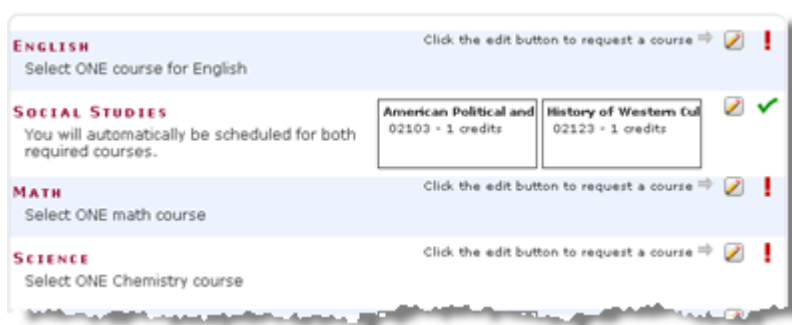 ENGLISH
Click the edit button to request a course
Select ONE course for English
SOCIAL STUDIES
You will automatically be scheduled for both
required courses.
American Political and
02103 - 1 credits
History of Western Cul
02123 - 1 credits
MATH
Click the edit button to request a course
Select ONE math course
SCIENCE
Click the edit button to request a course
Select ONE Chemistry course